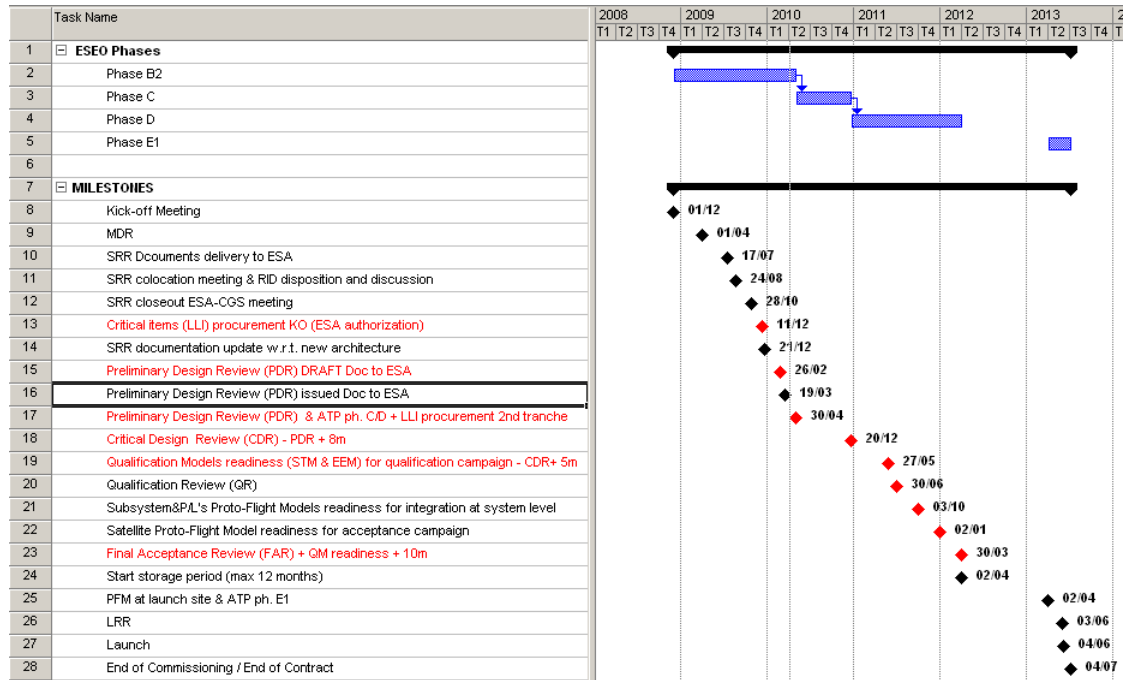 Task Name 2008 2009 2010 2011 2012 2013 2
T1 T2 T3 T4 T1 T2 T3 T4 T1 T2 T3 T4 T1 T2 T3 T4 T1 T2 T3 T4 T1 T2 T3 T4 T
1 ESEO Phases
2 Phase B2
3 Phase C
4 Phase D
5 Phase E1
6
7 MILESTONES
8 Kick-off Meeting 01/12
9 MDR 01/04
10 SRR Dcouments delivery to ESA 17/07
11 SRR colocation meeting & RID disposition and discussion 24/08
12 SRR closeout ESA-CGS meeting 28/10
13 Critical items (LLI) procurement KO (ESA authorization) 11/12
14 SRR documentation update w.r.t. new architecture 21/12
15 Preliminary Design Review (PDR) DRAFT Doc to ESA 26/02
16 Preliminary Design Review (PDR) issued Doc to ESA 19/03
17 Preliminary Design Review (PDR) & ATP ph. C/D + LLI procurement 2nd tranche 30/04
18 Critical Design Review (CDR) - PDR + 8m 20/12
19 Qualification Models readiness (STM & EEM) for qualification campaign - CDR+ 5m 27/05
20 Qualification Review (QR) 30/06
21 Subsystem&P/L's Proto-Flight Models readiness for integration at system level 03/10
22 Satellite Proto-Flight Model readiness for acceptance campaign 02/01
23 Final Acceptance Review (FAR) + QM readiness + 10m 30/03
24 Start storage period (max 12 months) 02/04
25 PFM at launch site & ATP ph. E1 02/04
26 LRR 03/06
27 Launch 04/06
28 End of Commissioning / End of Contract 04/07